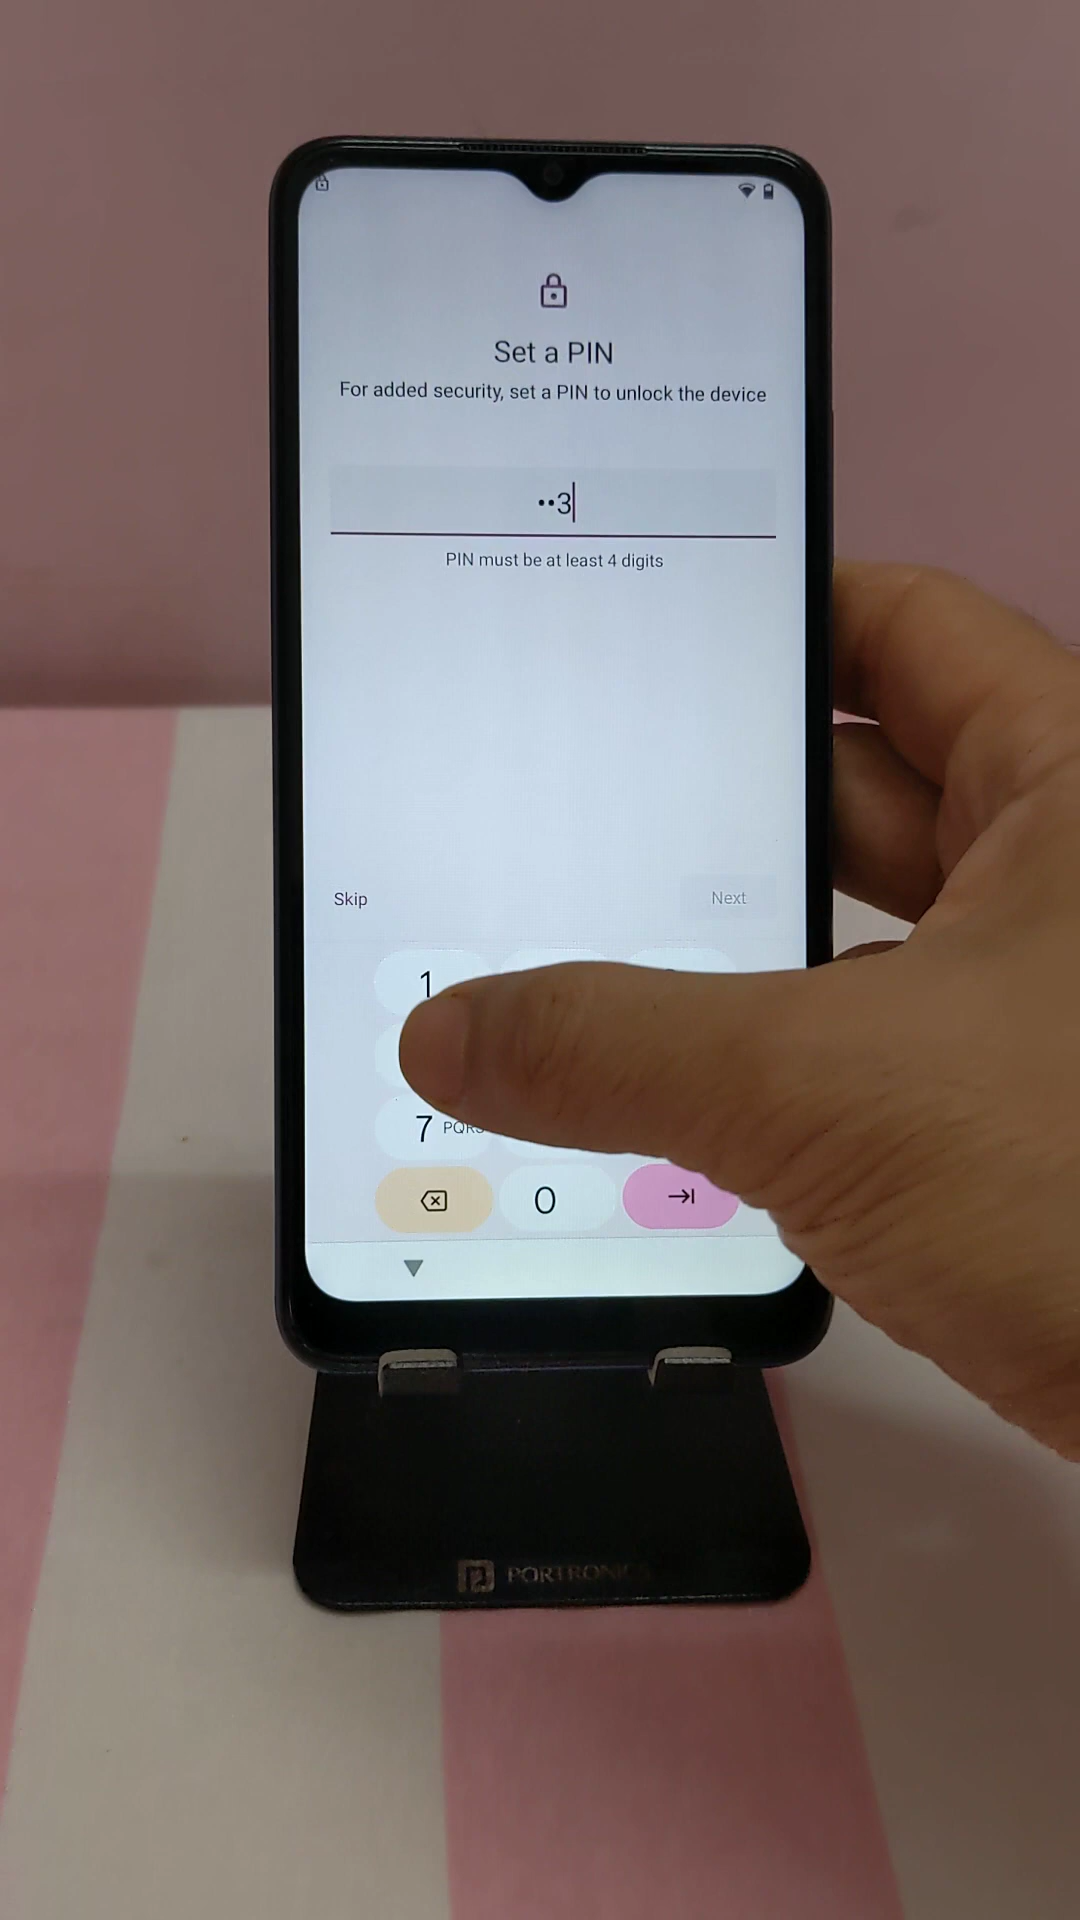 Set a PIN
For added security, set a PIN to unlock the device
••3
PIN must be at least 4 digits
Skip
Next
1
7
0
PORTRONICS